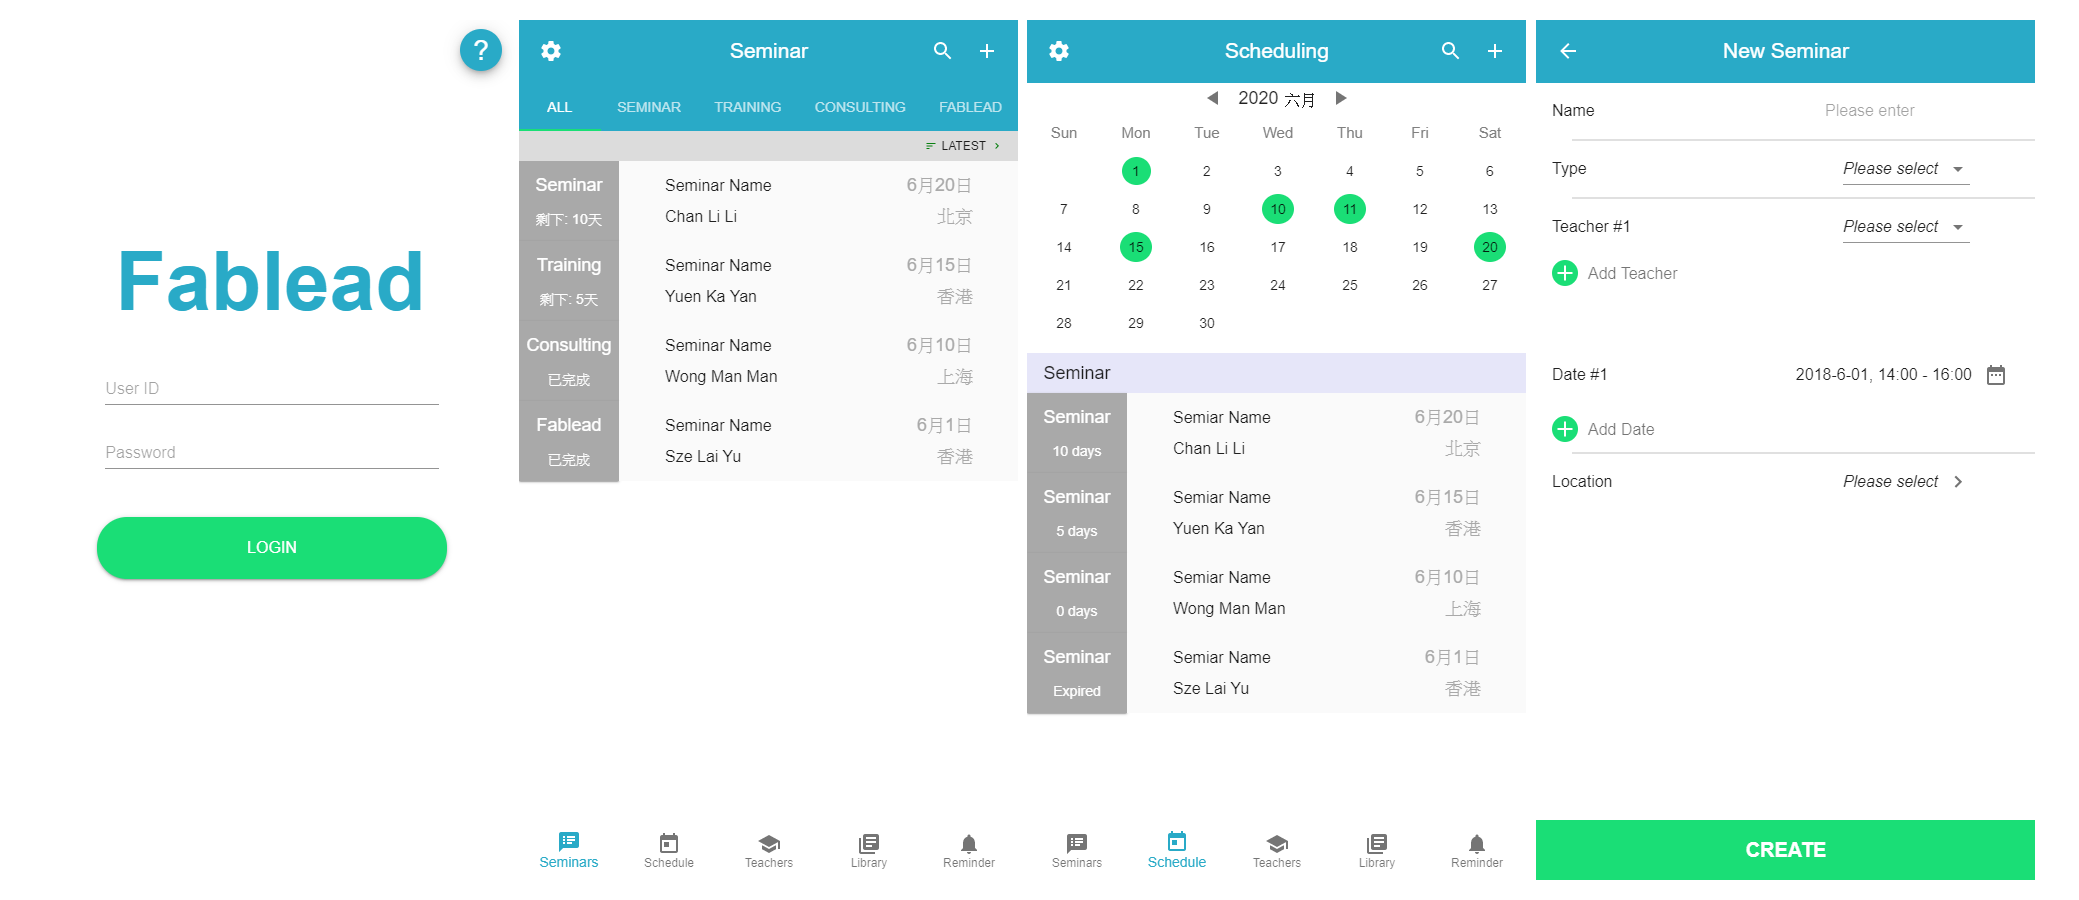 ?
Fablead
User ID
Password
LOGIN
Seminar
ALL SEMINAR TRAINING CONSULTING FABLEAD
LATEST
Seminar Seminar Name 6月20日
剩下: 10天 Chan Li Li 北京
Training Seminar Name 6月15日
剩下: 5天 Yuen Ka Yan 香港
Consulting Seminar Name 6月10日
已完成 Wong Man Man 上海
Fablead Seminar Name 6月1日
已完成 Sze Lai Yu 香港
Seminars Schedule Teachers Library Reminder
Scheduling
2020 六月
Sun Mon Tue Wed Thu Fri Sat
1 2 3 4 5 6
7 8 9 10 11 12 13
14 15 16 17 18 19 20
21 22 23 24 25 26 27
28 29 30
Seminar
Seminar Semiar Name 6月20日
10 days Chan Li Li 北京
Seminar Semiar Name 6月15日
5 days Yuen Ka Yan 香港
Seminar Semiar Name 6月10日
0 days Wong Man Man 上海
Seminar Semiar Name 6月1日
Expired Sze Lai Yu 香港
Seminars Schedule Teachers Library Reminder
New Seminar
Name Please enter
Type Please select
Teacher #1 Please select
Add Teacher
Date #1 2018-6-01, 14:00 - 16:00
Add Date
Location Please select
CREATE